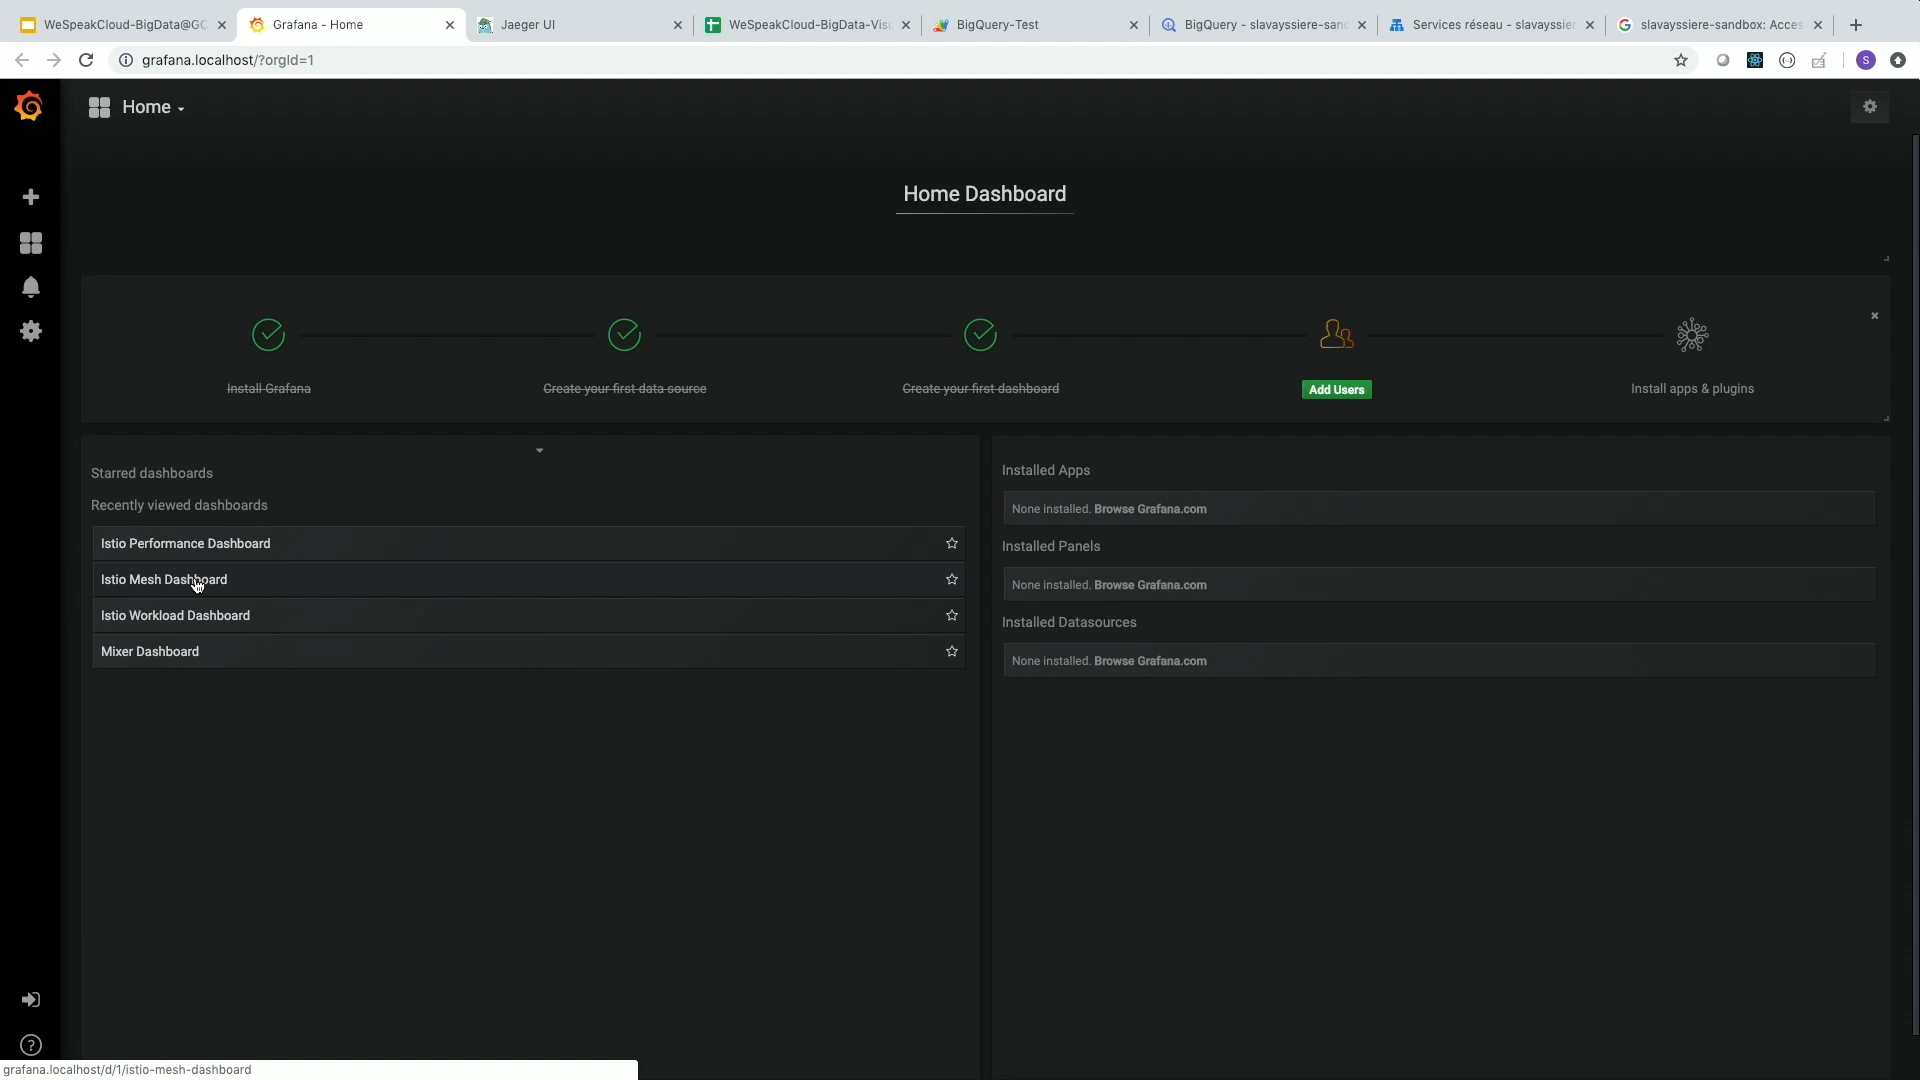 WeSpeakCloud-BigData@GC
Grafana - Home
Jaeger UI
WeSpeakCloud-BigData-Visu
BigQuery-Test
BigQuery - slavayssiere-sand
Services réseau - slavayssier
slavayssiere-sandbox: Acces
grafana.localhost/?orgId=1
S
Home
Home Dashboard
Install Grafana
Create your first data source
Create your first dashboard
Add Users
Install apps & plugins
Starred dashboards
Recently viewed dashboards
Istio Performance Dashboard
Istio Mesh Dashboard
Istio Workload Dashboard
Mixer Dashboard
Installed Apps
None installed. Browse Grafana.com
Installed Panels
None installed. Browse Grafana.com
Installed Datasources
None installed. Browse Grafana.com
grafana.localhost/d/1/istio-mesh-dashboard